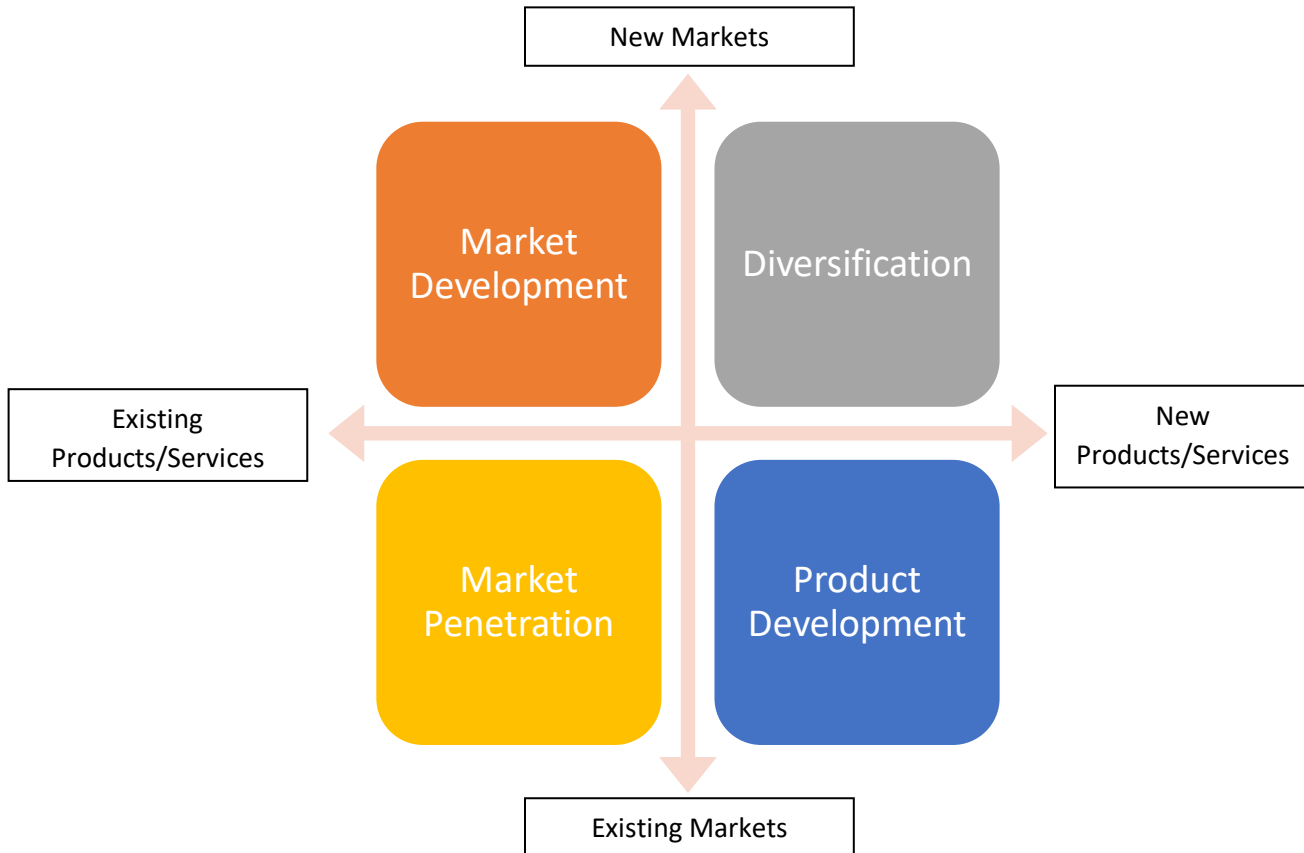 New Markets
Market
Development
Diversification
Existing
Products/Services
New
Products/Services
Market
Penetration
Product
Development
Existing Markets